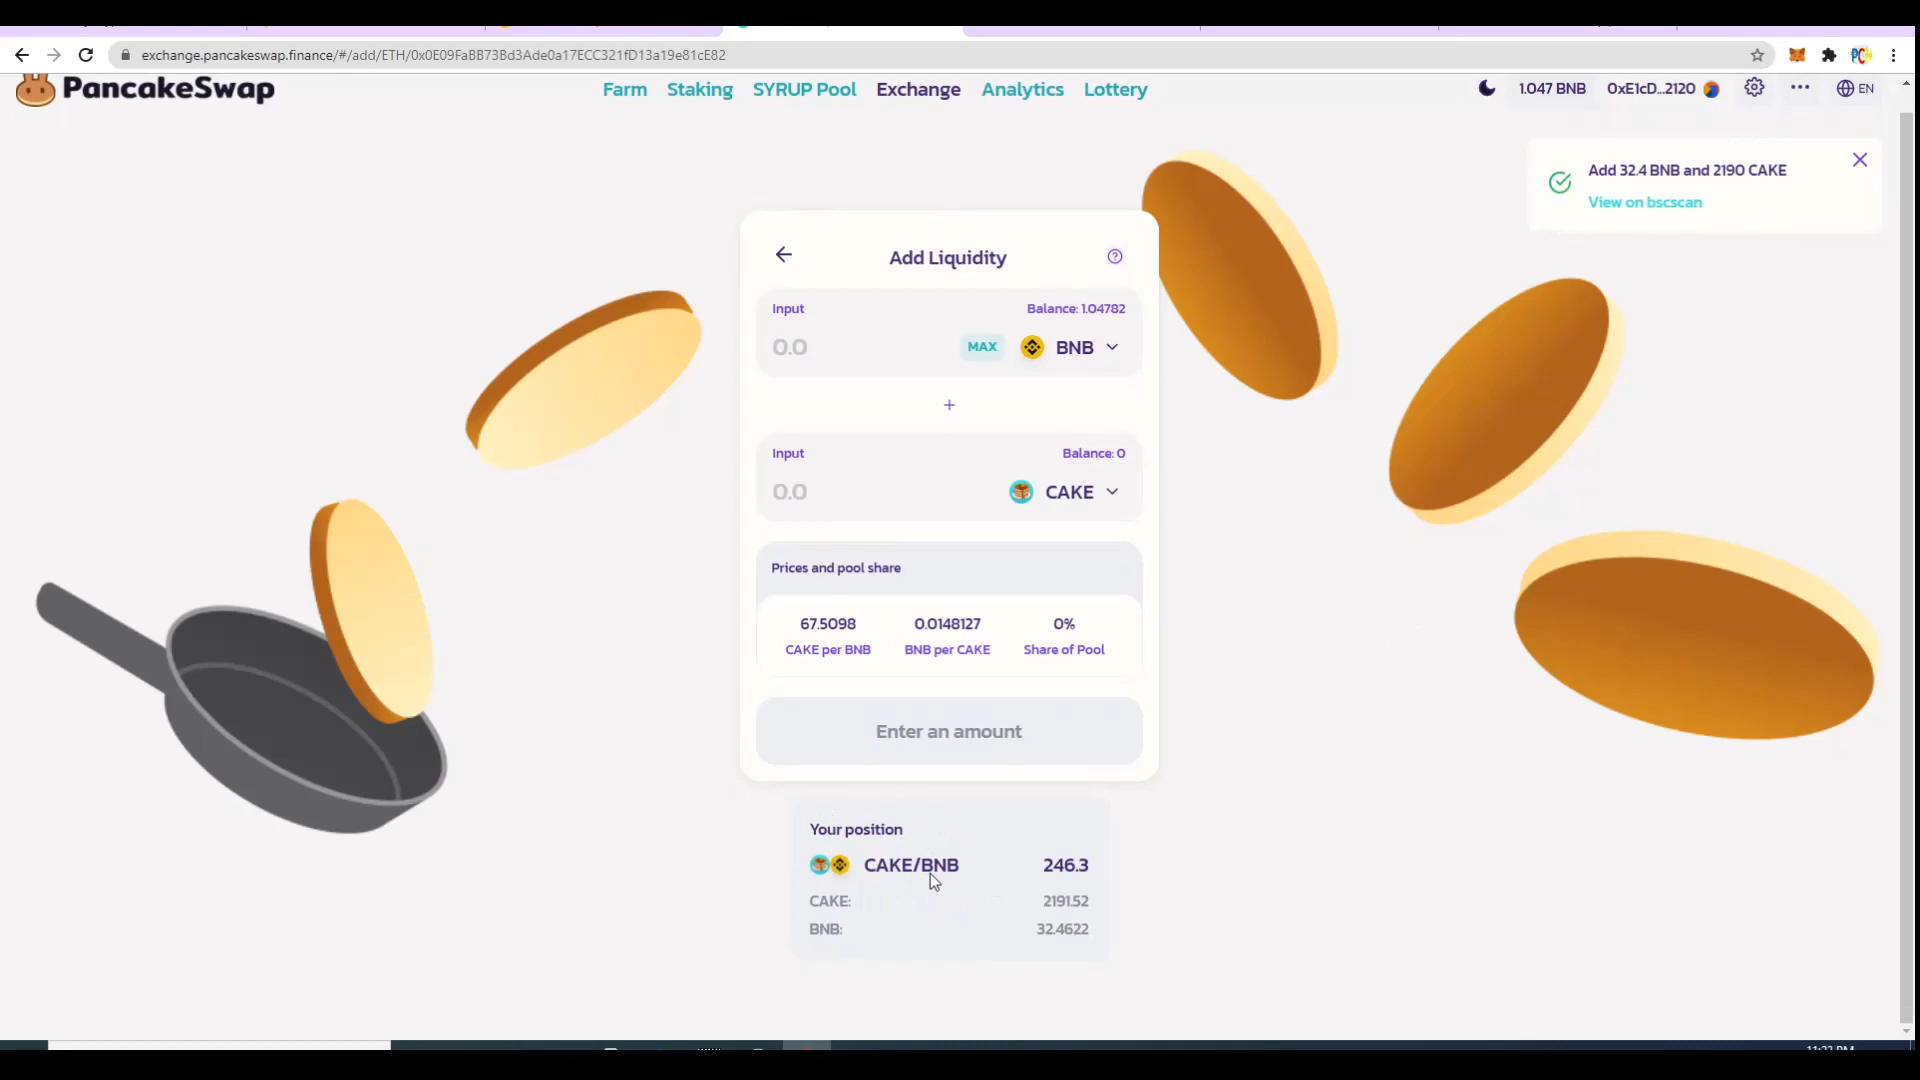 exchange.pancakeswap.finance/#/add/ETH/0x0E09FaBB73Bd3Ade0a17ECC321fD13a19e81cE82
PancakeSwap
Farm Staking SYRUP Pool Exchange Analytics Lottery
1.047 BNB 0xE1cD...2120 EN
Add 32.4 BNB and 2190 CAKE
View on bscscan
Add Liquidity
Input Balance: 1.04782
0.0 MAX BNB
+
Input Balance: 0
0.0 CAKE
Prices and pool share
67.5098 0.0148127 0%
CAKE per BNB BNB per CAKE Share of Pool
Enter an amount
Your position
CAKE/BNB 246.3
CAKE: 2191.52
BNB: 32.4622